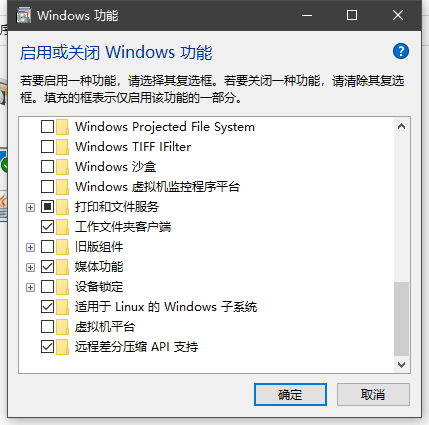 Windows 功能
启用或关闭 Windows 功能
若要启用一种功能，请选择其复选框。若要关闭一种功能，请清除其复选
框。填充的框表示仅启用该功能的一部分。
Windows Projected File System
Windows TIFF IFilter
Windows 沙盒
Windows 虚拟机监控程序平台
打印和文件服务
工作文件夹客户端
旧版组件
媒体功能
设备锁定
适用于 Linux 的 Windows 子系统
虚拟机平台
远程差分压缩 API 支持
确定
取消